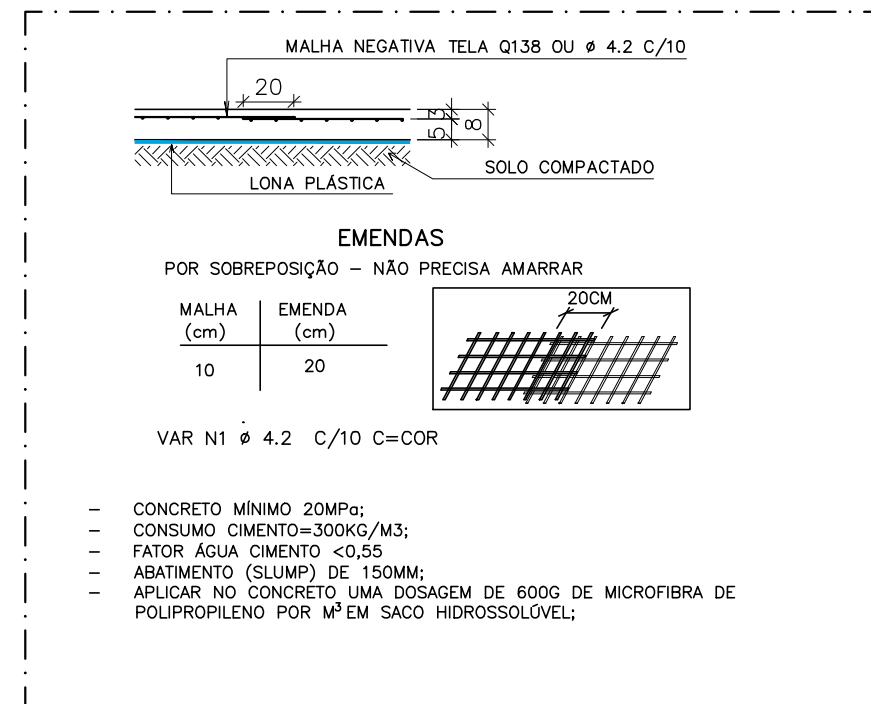 MALHA NEGATIVA TELA Q138 OU ø 4.2 C/10
20
3
5
8
SOLO COMPACTADO
LONA PLÁSTICA
EMENDAS
POR SOBREPOSIÇÃO – NÃO PRECISA AMARRAR
MALHA (cm) EMENDA (cm)
10 20
20CM
VAR N1 ø 4.2 C/10 C=COR
– CONCRETO MÍNIMO 20MPa;
– CONSUMO CIMENTO=300KG/M3;
– FATOR ÁGUA CIMENTO <0,55
– ABATIMENTO (SLUMP) DE 150MM;
– APLICAR NO CONCRETO UMA DOSAGEM DE 600G DE MICROFIBRA DE
POLIPROPILENO POR M³ EM SACO HIDROSSOLÚVEL;